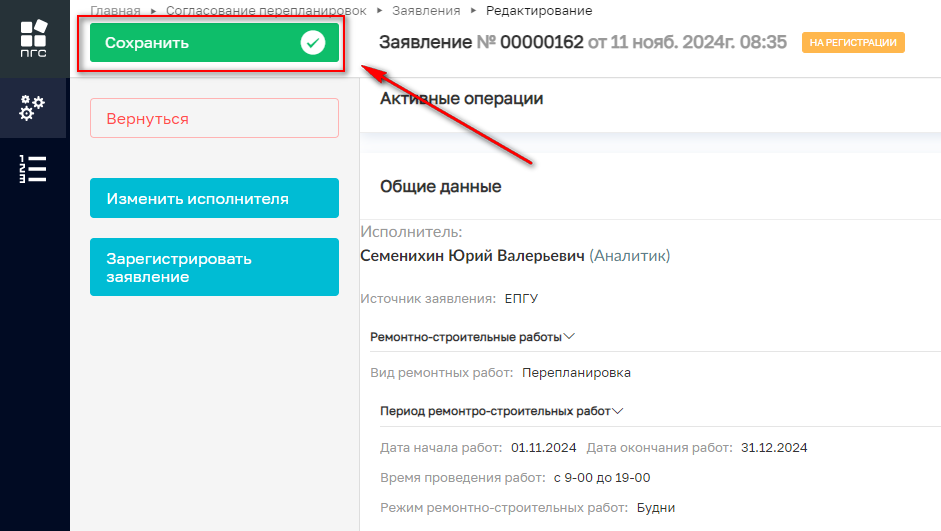 Главная ▸ Согласование перепланировок ▸ Заявления ▸ Редактирование
ПГС
Сохранить
Заявление № 00000162 от 11 нояб. 2024г. 08:35
НА РЕГИСТРАЦИИ
Вернуться
Изменить исполнителя
Зарегистрировать
заявление
1
2
3
Активные операции
Общие данные
Исполнитель:
Семенихин Юрий Валерьевич (Аналитик)
Источник заявления: ЕПГУ
Ремонтно-строительные работы
Вид ремонтных работ: Перепланировка
Период ремонтро-строительных работ
Дата начала работ: 01.11.2024 Дата окончания работ: 31.12.2024
Время проведения работ: с 9-00 до 19-00
Режим ремонтно-строительных работ: Будни